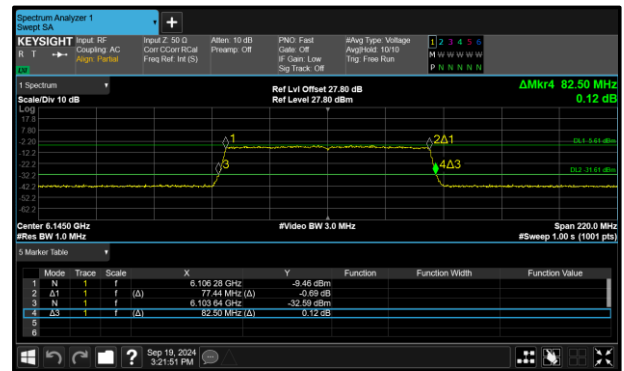 Spectrum Analyzer 1
Swept SA
+
KEYSIGHT Input: RF Input Z: 50 Ω Atten: 10 dB PNO: Fast #Avg Type: Voltage 1 2 3 4 5 6
R T Coupling: AC Corr CCorr RCal Preamp: Off Gate: Off Avg|Hold: 10/10 M W W W W W
Align: Partial Freq Ref: Int (S) IF Gain: Low Trig: Free Run
Sig Track: Off P N N N N N
1 Spectrum Ref Lvl Offset 27.80 dB ΔMkr4 82.50 MHz
Scale/Div 10 dB Ref Level 27.80 dBm 0.12 dB
Log
17.8
7.80
-2.20 1 2Δ1
-12.2
-22.2 3 4Δ3
-32.2 DL2 -31.61 dBm
-42.2
-52.2
-62.2
Center 6.1450 GHz #Video BW 3.0 MHz Span 220.0 MHz
#Res BW 1.0 MHz #Sweep 1.00 s (1001 pts)
5 Marker Table
Mode Trace Scale X Y Function Function Width Function Value
1 N 1 f 6.106 28 GHz -9.46 dBm
2 Δ1 1 f (Δ) 77.44 MHz (Δ) -0.69 dB
3 N 1 f 6.103 64 GHz -32.59 dBm
4 Δ3 1 f (Δ) 82.50 MHz (Δ) 0.12 dB
5
6
? Sep 19, 2024
3:21:51 PM